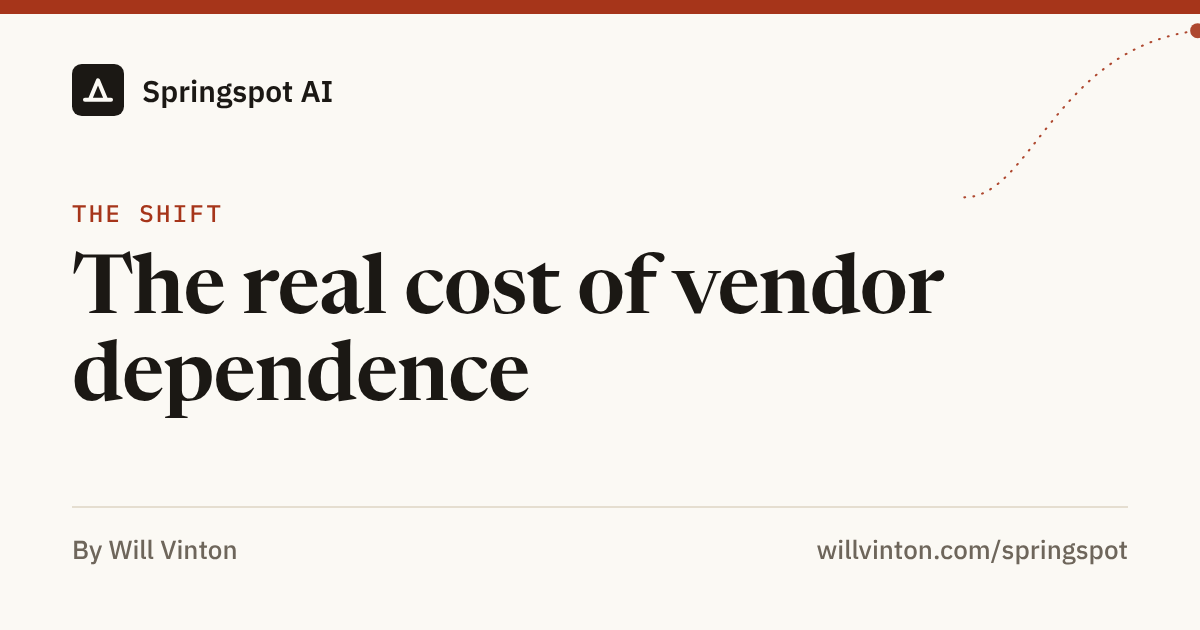 Springspot AI
THE SHIFT
The real cost of vendor
dependence
By Will Vinton
willvinton.com/springspot